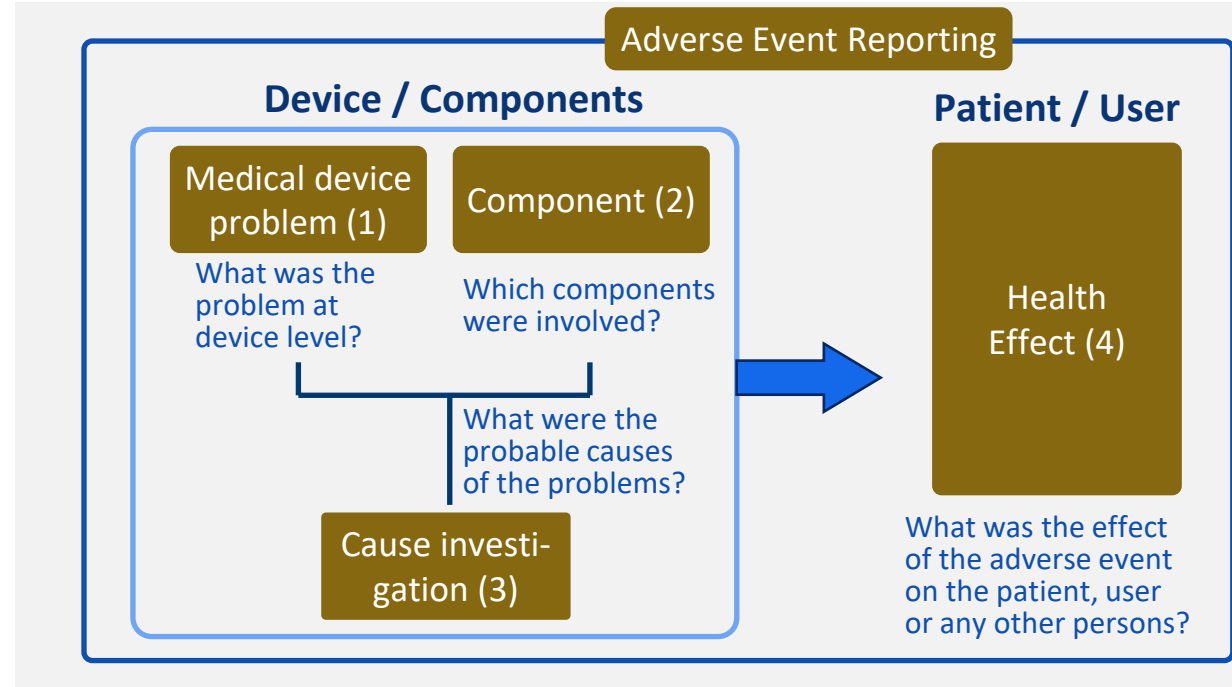 Adverse Event Reporting
Device / Components
Patient / User
Medical device
problem (1)
Component (2)
What was the
problem at
device level?
Which components
were involved?
Health
Effect (4)
What were the
probable causes
of the problems?
Cause investi-
gation (3)
What was the effect
of the adverse event
on the patient, user
or any other persons?